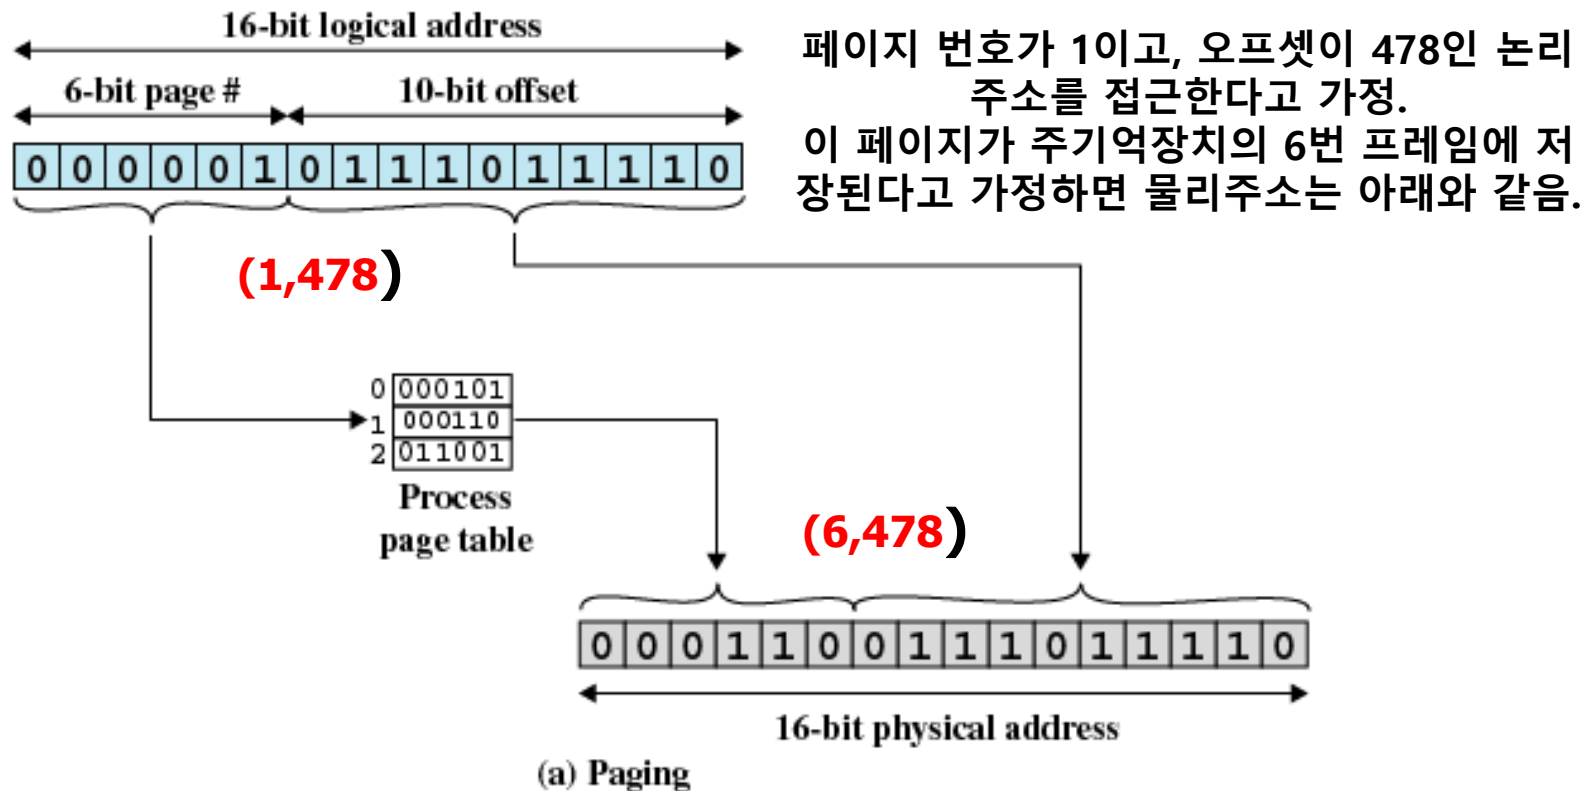 16-bit logical address
6-bit page #
10-bit offset
0 0 0 0 0 1 0 1 1 1 0 1 1 1 1 0
페이지 번호가 1이고, 오프셋이 478인 논리
주소를 접근한다고 가정.
이 페이지가 주기억장치의 6번 프레임에 저
장된다고 가정하면 물리주소는 아래와 같음.
(1,478)
0 000101
1 000110
2 011001
Process
page table
(6,478)
0 0 0 1 1 0 0 1 1 1 0 1 1 1 1 0
16-bit physical address
(a) Paging